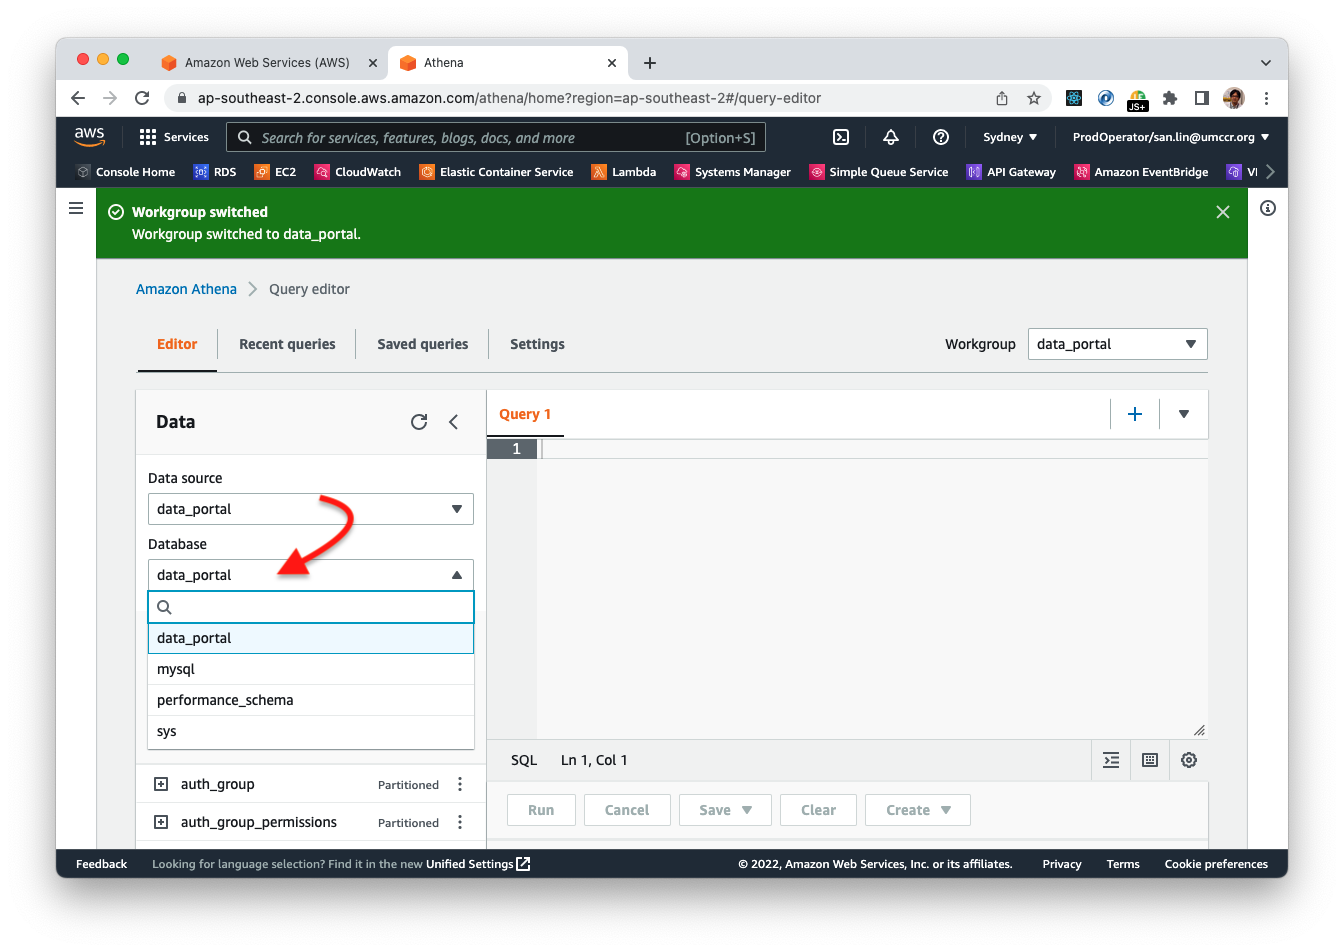 Amazon Web Services (AWS)
Athena
ap-southeast-2.console.aws.amazon.com/athena/home?region=ap-southeast-2#/query-editor
JS+
aws
Services
Search for services, features, blogs, docs, and more
[Option+S]
Sydney
ProdOperator/san.lin@umccr.org
Console Home
RDS
EC2
CloudWatch
Elastic Container Service
Lambda
Systems Manager
Simple Queue Service
API Gateway
Amazon EventBridge
Workgroup switched
Workgroup switched to data_portal.
Amazon Athena
Query editor
Editor
Recent queries
Saved queries
Settings
Workgroup
data_portal
Data
Query 1
1
Data source
data_portal
Database
data_portal
data_portal
mysql
performance_schema
sys
SQL
Ln 1, Col 1
auth_group
Partitioned
auth_group_permissions
Partitioned
Run
Cancel
Save
Clear
Create
Feedback
Looking for language selection? Find it in the new Unified Settings
© 2022, Amazon Web Services, Inc. or its affiliates.
Privacy
Terms
Cookie preferences